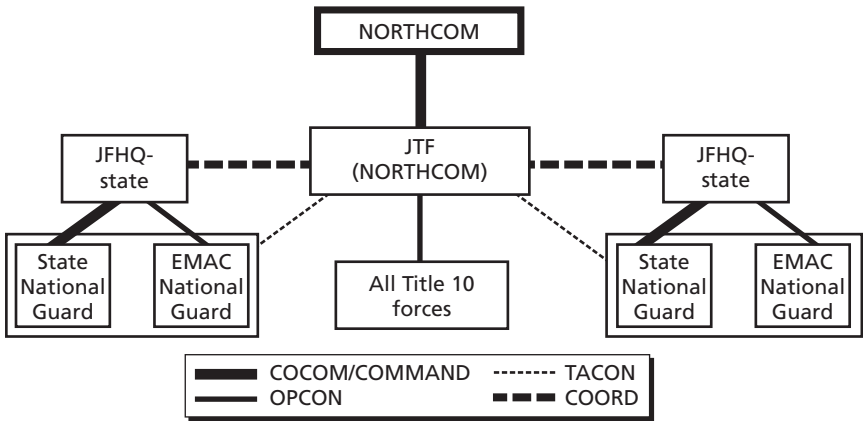 NORTHCOM
JFHQ-
state
JTF
(NORTHCOM)
JFHQ-
state
State
National
Guard
EMAC
National
Guard
All Title 10
forces
State
National
Guard
EMAC
National
Guard
COCOM/COMMAND
TACON
OPCON
COORD